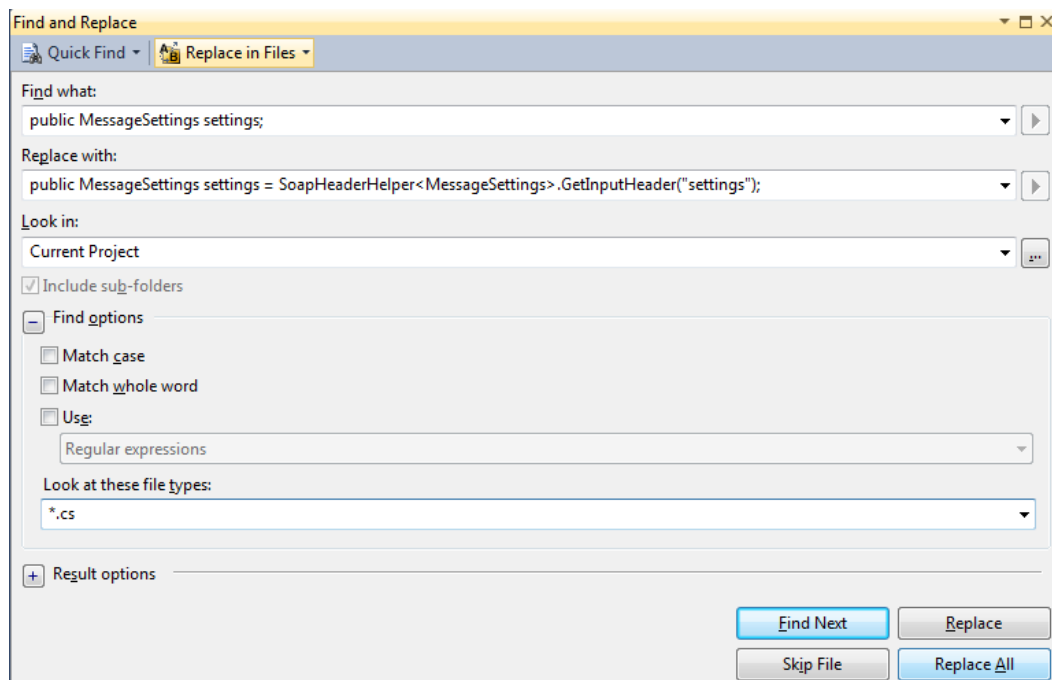 Find and Replace
Quick Find Replace in Files
Find what:
public MessageSettings settings;
Replace with:
public MessageSettings settings = SoapHeaderHelper<MessageSettings>.GetInputHeader("settings");
Look in:
Current Project
...
Include sub-folders
Find options
Match case
Match whole word
Use:
Regular expressions
Look at these file types:
*.cs
Result options
Find Next Replace
Skip File Replace All